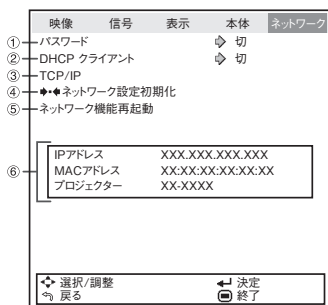 映像 信号 表示 本体 ネットワーク
① パスワード 切
② DHCP クライアント 切
③ TCP/IP
④ ネットワーク設定初期化
⑤ ネットワーク機能再起動
⑥
IPアドレス XXX.XXX.XXX.XXX
MACアドレス XX:XX:XX:XX:XX:XX
プロジェクター XX-XXXX
選択/調整 決定
戻る 終了